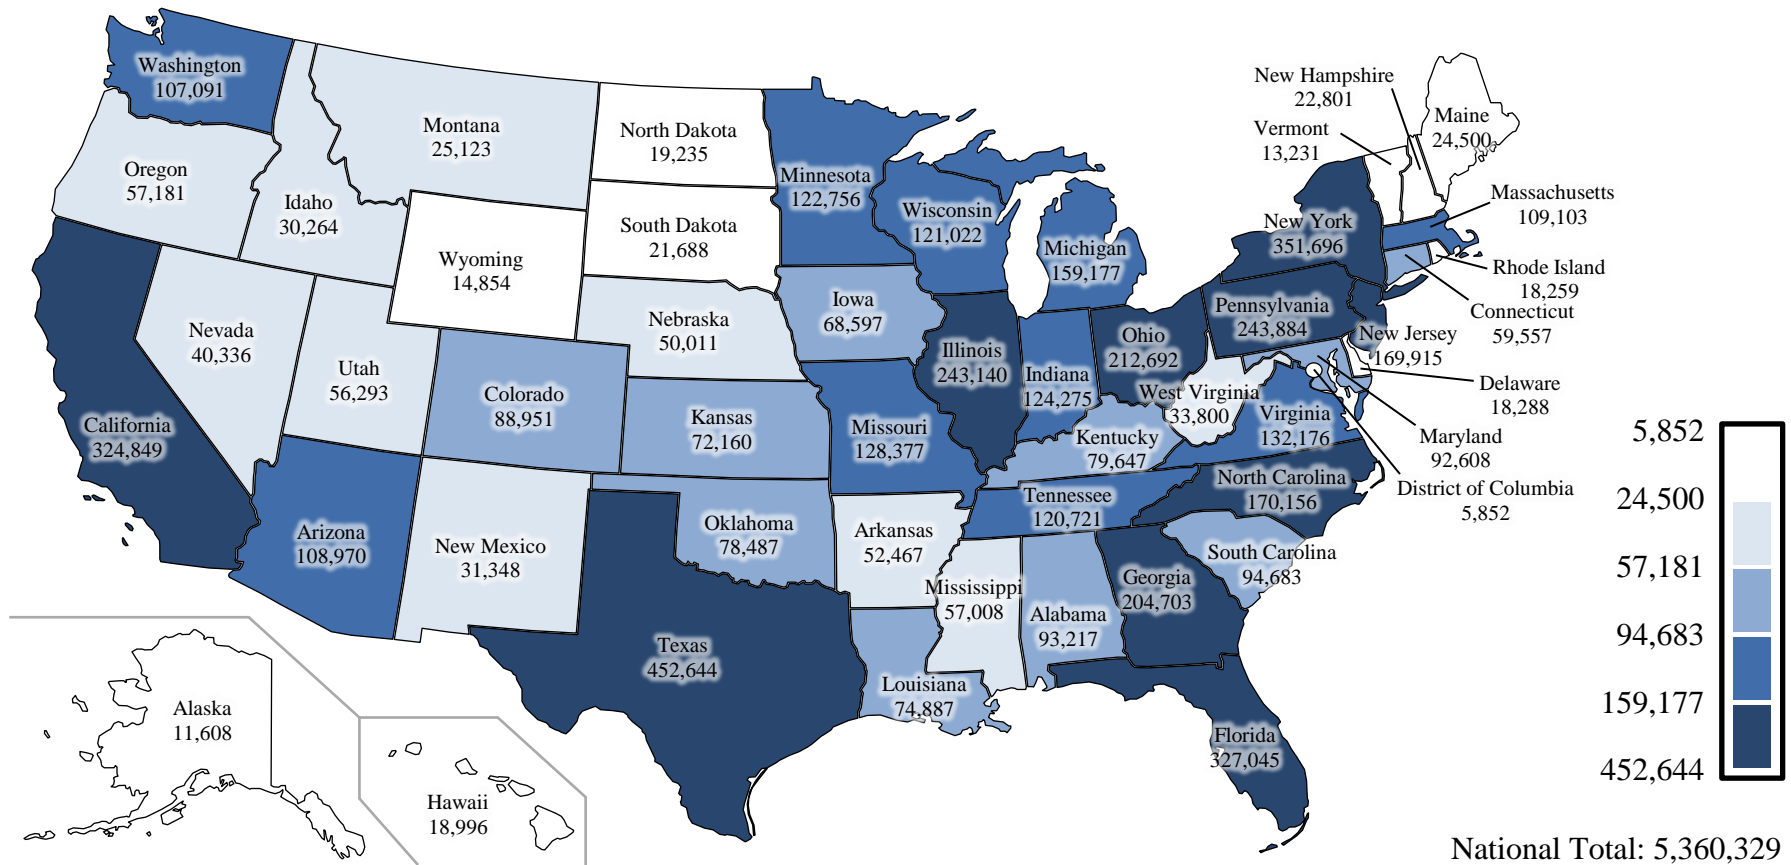 Washington
107,091
Oregon
57,181
Idaho
30,264
Montana
25,123
North Dakota
19,235
South Dakota
21,688
Wyoming
14,854
Nebraska
50,011
Nevada
40,336
Utah
56,293
Colorado
88,951
Kansas
72,160
California
324,849
Arizona
108,970
New Mexico
31,348
Oklahoma
78,487
Texas
452,644
Minnesota
122,756
Iowa
68,597
Missouri
128,377
Arkansas
52,467
Louisiana
74,887
Wisconsin
121,022
Illinois
243,140
Michigan
159,177
Indiana
124,275
Ohio
212,692
Kentucky
79,647
Tennessee
120,721
Mississippi
57,008
Alabama
93,217
Georgia
204,703
Florida
327,045
South Carolina
94,683
North Carolina
170,156
Virginia
132,176
West Virginia
33,800
Pennsylvania
243,884
New York
351,696
New Hampshire
22,801
Vermont
13,231
Maine
24,500
Massachusetts
109,103
Rhode Island
18,259
Connecticut
59,557
New Jersey
169,915
Delaware
18,288
Maryland
92,608
District of Columbia
5,852
Alaska
11,608
Hawaii
18,996
5,852
24,500
57,181
94,683
159,177
452,644
National Total: 5,360,329